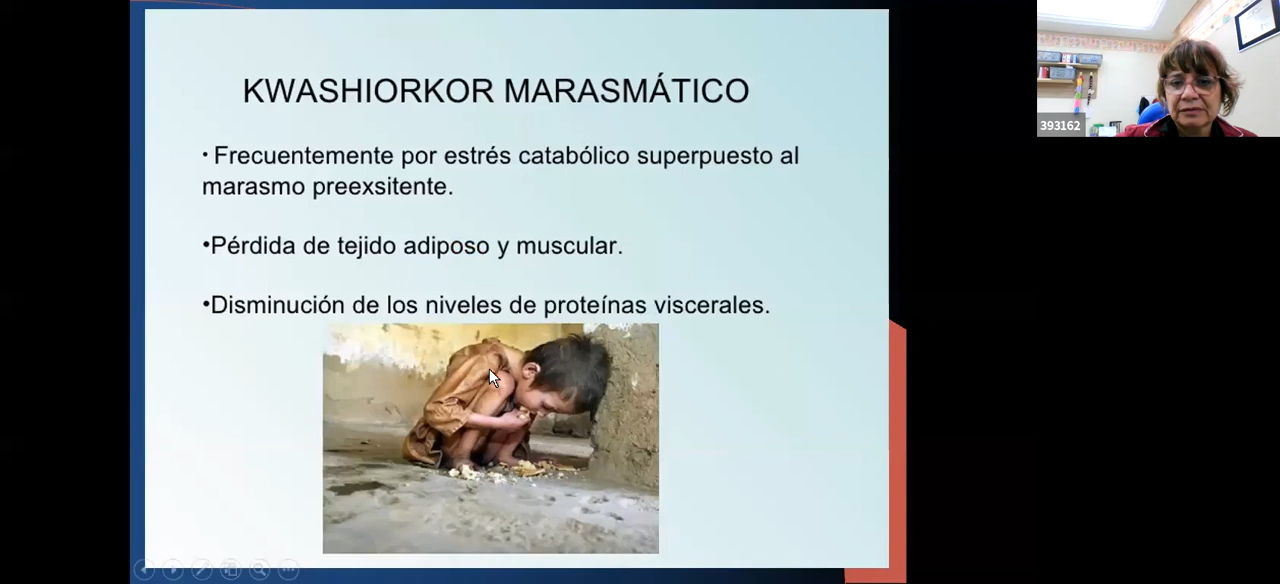 KWASHIORKOR MARASMÁTICO
• Frecuentemente por estrés catabólico superpuesto al
marasmo preexsitente.
•Pérdida de tejido adiposo y muscular.
•Disminución de los niveles de proteínas viscerales.
393162